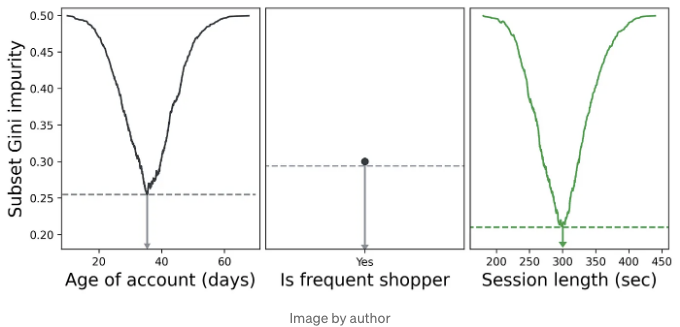 Subset Gini impurity
0.50
0.45
0.40
0.35
0.30
0.25
0.20
20 40 60
Age of account (days)
Yes
Is frequent shopper
200 250 300 350 400 450
Session length (sec)
Image by author